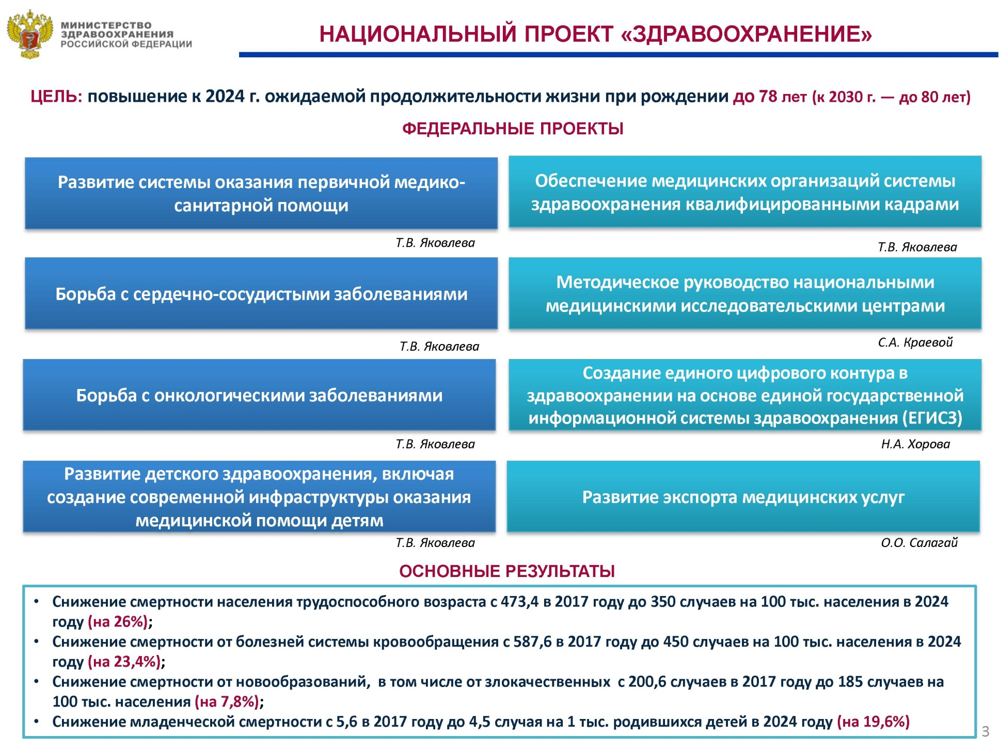 МИНИСТЕРСТВО
ЗДРАВООХРАНЕНИЯ
РОССИЙСКОЙ ФЕДЕРАЦИИ
НАЦИОНАЛЬНЫЙ ПРОЕКТ «ЗДРАВООХРАНЕНИЕ»
ЦЕЛЬ: повышение к 2024 г. ожидаемой продолжительности жизни при рождении до 78 лет (к 2030 г. — до 80 лет)
ФЕДЕРАЛЬНЫЕ ПРОЕКТЫ
Развитие системы оказания первичной медико-
санитарной помощи
Т.В. Яковлева
Обеспечение медицинских организаций системы
здравоохранения квалифицированными кадрами
Т.В. Яковлева
Борьба с сердечно-сосудистыми заболеваниями
Т.В. Яковлева
Методическое руководство национальными
медицинскими исследовательскими центрами
С.А. Краевой
Борьба с онкологическими заболеваниями
Т.В. Яковлева
Создание единого цифрового контура в
здравоохранении на основе единой государственной
информационной системы здравоохранения (ЕГИСЗ)
Н.А. Хорова
Развитие детского здравоохранения, включая
создание современной инфраструктуры оказания
медицинской помощи детям
Т.В. Яковлева
Развитие экспорта медицинских услуг
О.О. Салагай
ОСНОВНЫЕ РЕЗУЛЬТАТЫ
• Снижение смертности населения трудоспособного возраста с 473,4 в 2017 году до 350 случаев на 100 тыс. населения в 2024
году (на 26%);
• Снижение смертности от болезней системы кровообращения с 587,6 в 2017 году до 450 случаев на 100 тыс. населения в 2024
году (на 23,4%);
• Снижение смертности от новообразований, в том числе от злокачественных с 200,6 случаев в 2017 году до 185 случаев на
100 тыс. населения (на 7,8%);
• Снижение младенческой смертности с 5,6 в 2017 году до 4,5 случая на 1 тыс. родившихся детей в 2024 году (на 19,6%)
3